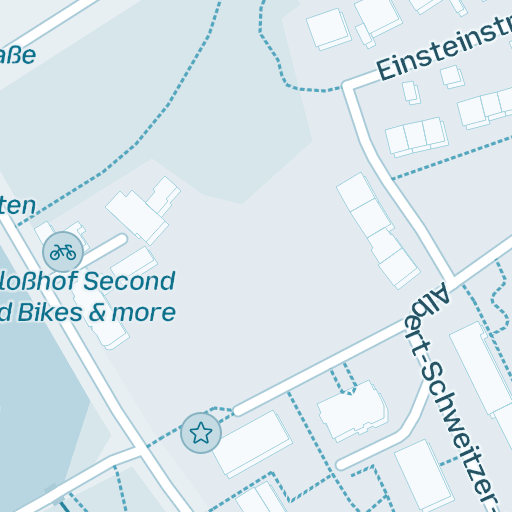 aße
Einsteinstr
ten
loßhof Second
d Bikes & more
Albert-Schweitzer-